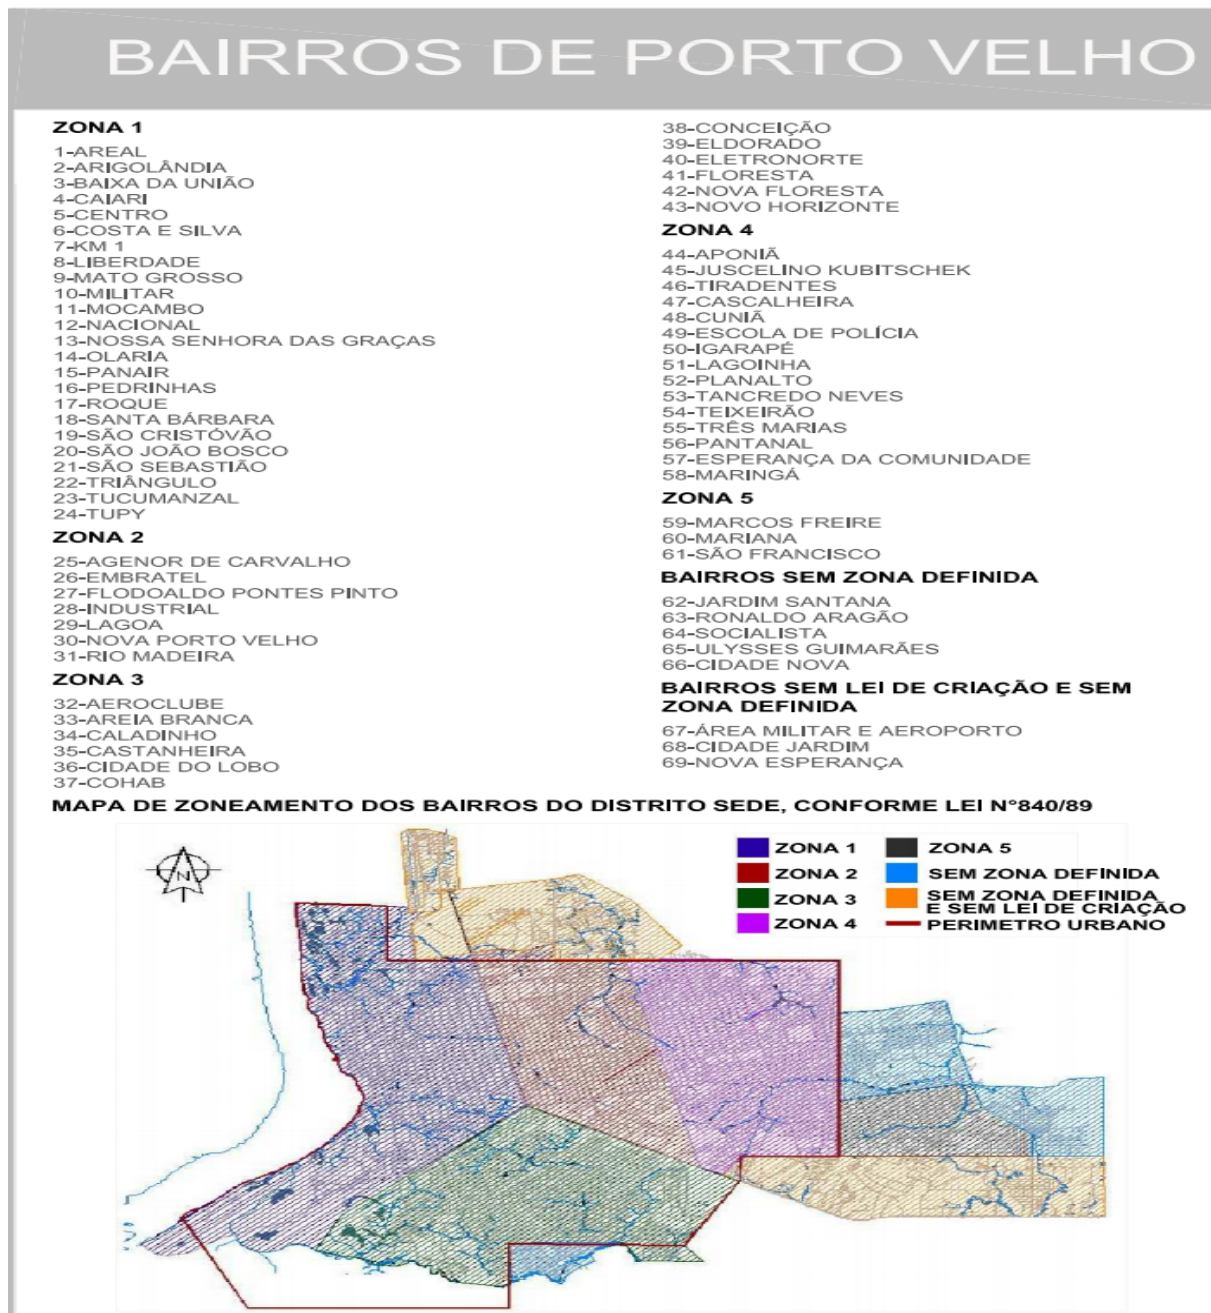 BAIRROS DE PORTO VELHO
ZONA 1
1-AREAL
2-ARIGOLÂNDIA
3-BAIXA DA UNIÃO
4-CAIARI
5-CENTRO
6-COSTA E SILVA
7-KM 1
8-LIBERDADE
9-MATO GROSSO
10-MILITAR
11-MOCAMBO
12-NACIONAL
13-NOSSA SENHORA DAS GRAÇAS
14-OLARIA
15-PANAIR
16-PEDRINHAS
17-ROQUE
18-SANTA BÁRBARA
19-SÃO CRISTÓVÃO
20-SÃO JOÃO BOSCO
21-SÃO SEBASTIÃO
22-TRIÂNGULO
23-TUCUMANZAL
24-TUPY
ZONA 2
25-AGENOR DE CARVALHO
26-EMBRATEL
27-FLODOALDO PONTES PINTO
28-INDUSTRIAL
29-LAGOA
30-NOVA PORTO VELHO
31-RIO MADEIRA
ZONA 3
32-AEROCLUBE
33-AREIA BRANCA
34-CALADINHO
35-CASTANHEIRA
36-CIDADE DO LOBO
37-COHAB
38-CONCEIÇÃO
39-ELDORADO
40-ELETRONORTE
41-FLORESTA
42-NOVA FLORESTA
43-NOVO HORIZONTE
ZONA 4
44-APONIÃ
45-JUSCELINO KUBITSCHEK
46-TIRADENTES
47-CASCALHEIRA
48-CUNIÃ
49-ESCOLA DE POLÍCIA
50-IGARAPÉ
51-LAGOINHA
52-PLANALTO
53-TANCREDO NEVES
54-TEIXEIRÃO
55-TRÊS MARIAS
56-PANTANAL
57-ESPERANÇA DA COMUNIDADE
58-MARINGÁ
ZONA 5
59-MARCOS FREIRE
60-MARIANA
61-SÃO FRANCISCO
BAIRROS SEM ZONA DEFINIDA
62-JARDIM SANTANA
63-RONALDO ARAGÃO
64-SOCIALISTA
65-ULYSSES GUIMARÃES
66-CIDADE NOVA
BAIRROS SEM LEI DE CRIAÇÃO E SEM
ZONA DEFINIDA
67-ÁREA MILITAR E AEROPORTO
68-CIDADE JARDIM
69-NOVA ESPERANÇA
MAPA DE ZONEAMENTO DOS BAIRROS DO DISTRITO SEDE, CONFORME LEI N°840/89
N
ZONA 1
ZONA 2
ZONA 3
ZONA 4
ZONA 5
SEM ZONA DEFINIDA
SEM ZONA DEFINIDA
E SEM LEI DE CRIAÇÃO
PERIMETRO URBANO